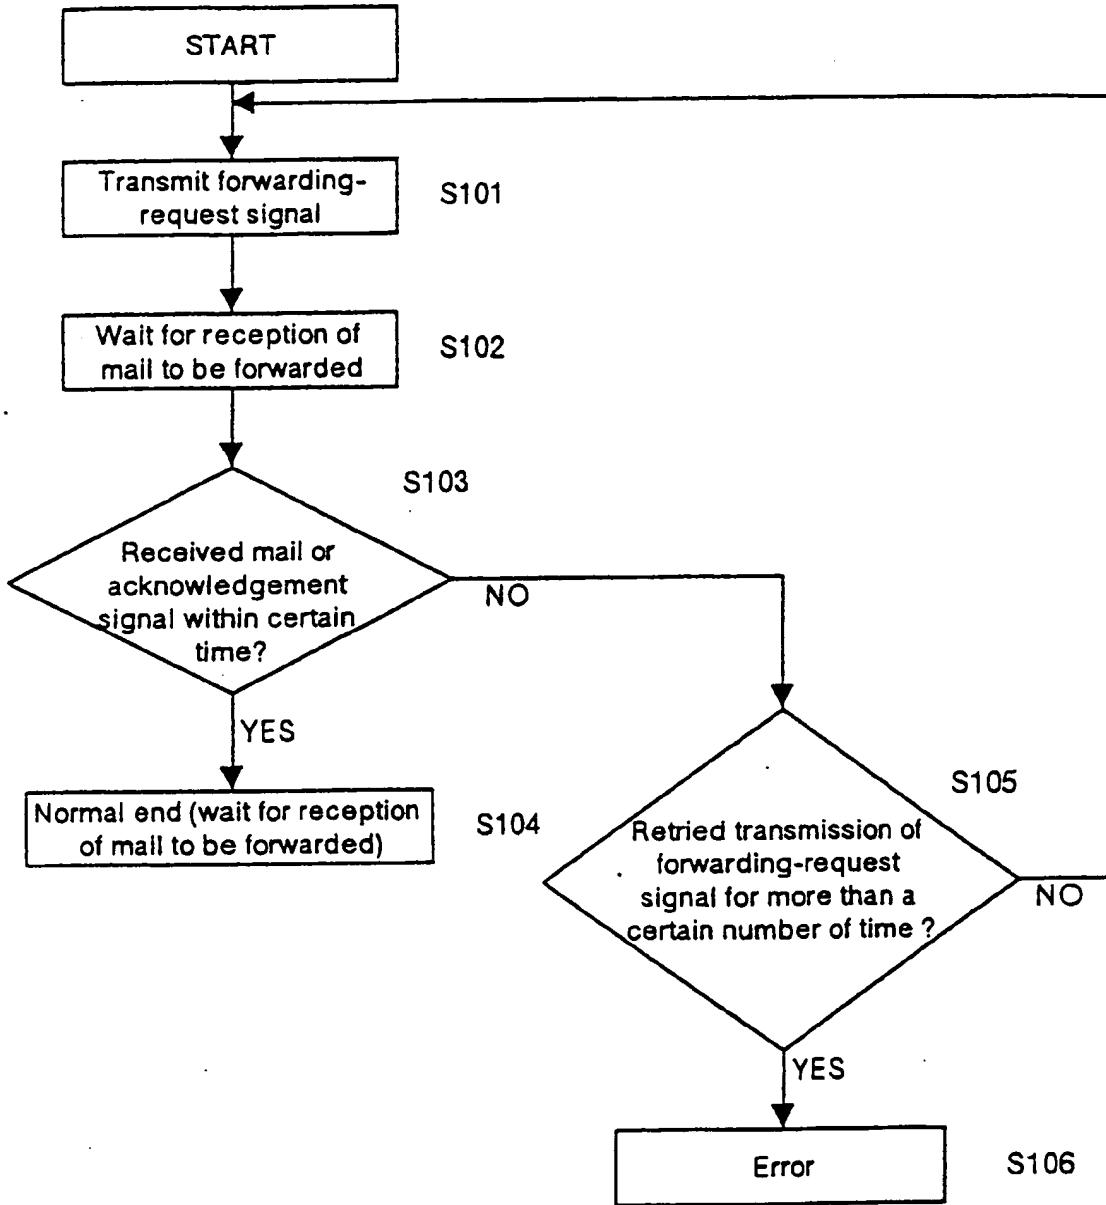 START
Transmit forwarding-
request signal
S101
Wait for reception of
mail to be forwarded
S102
S103
Received mail or
acknowledgement
signal within certain
time?
NO
YES
Normal end (wait for reception
of mail to be forwarded)
S104
S105
Retried transmission of
forwarding-request
signal for more than a
certain number of time ?
NO
YES
Error
S106